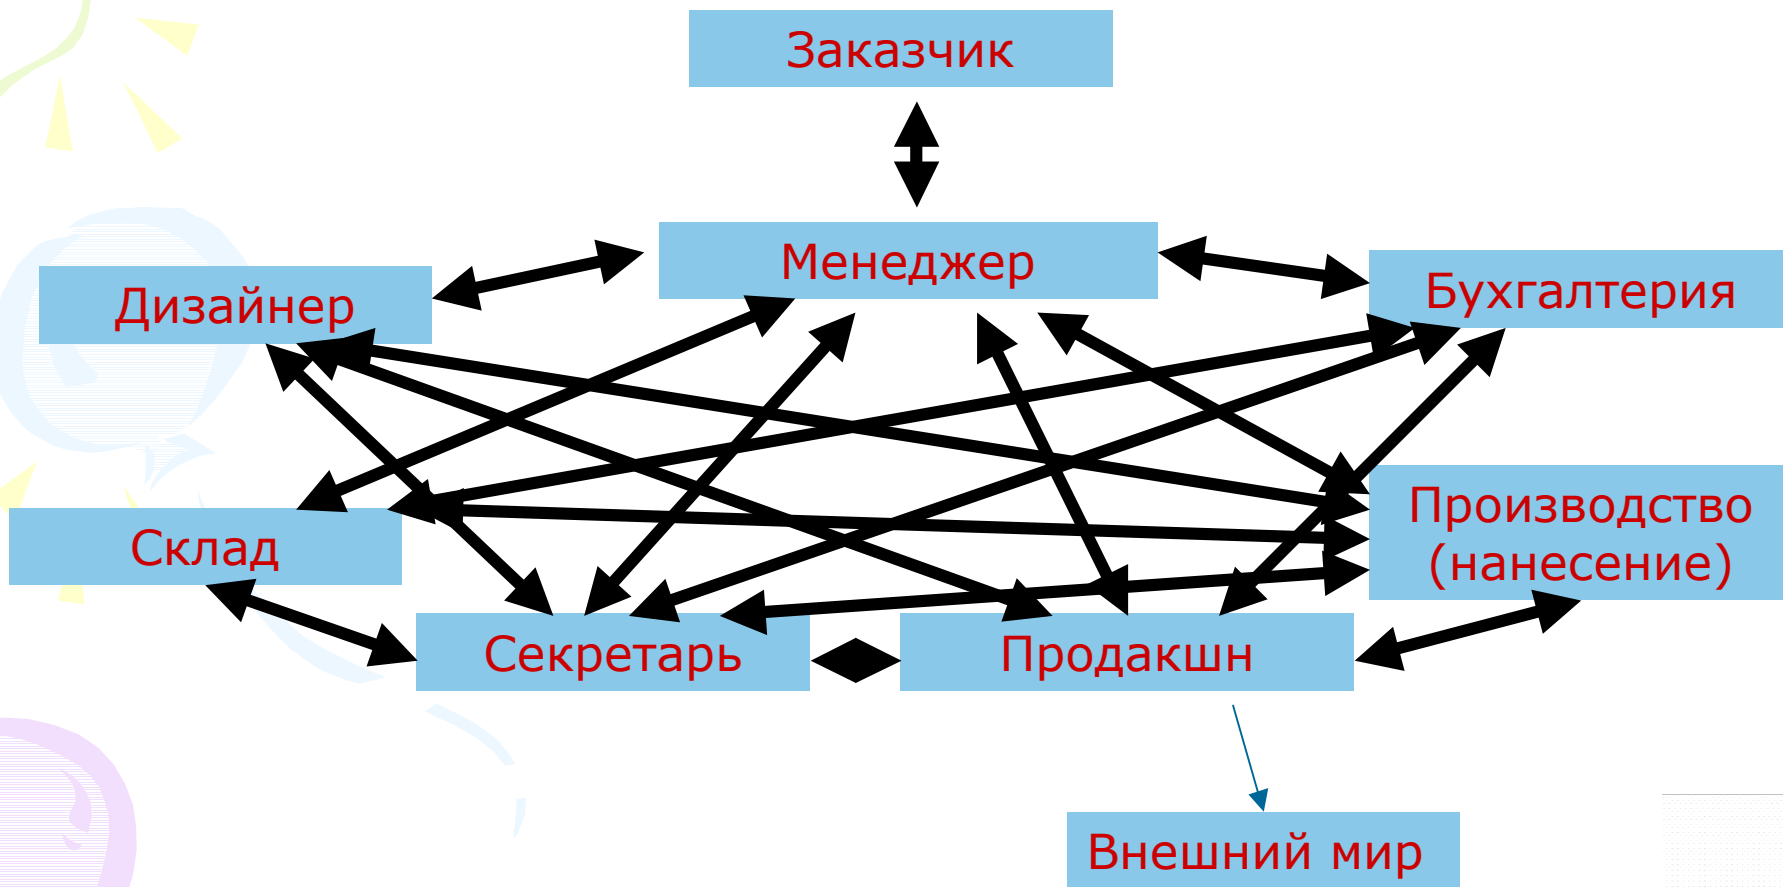 Заказчик
Менеджер
Дизайнер
Бухгалтерия
Склад
Производство
(нанесение)
Секретарь
Продакшн
Внешний мир